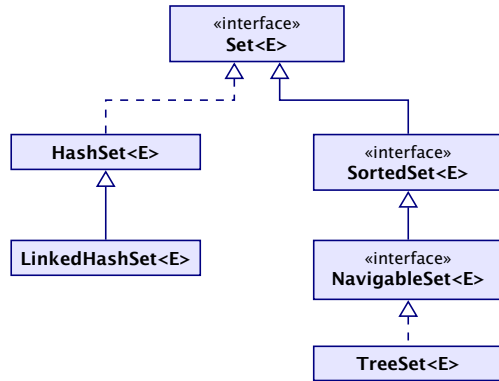 «interface»
Set<E>
HashSet<E>
«interface»
SortedSet<E>
LinkedHashSet<E>
«interface»
NavigableSet<E>
TreeSet<E>